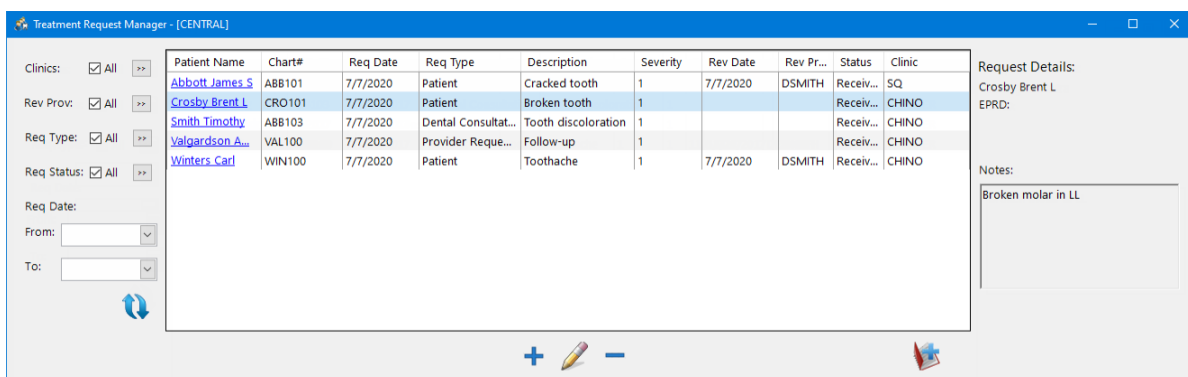 Treatment Request Manager - [CENTRAL]
Clinics: All >>
Rev Prov: All >>
Req Type: All >>
Req Status: All >>
Req Date:
From:
To:
Patient Name Chart# Req Date Req Type Description Severity Rev Date Rev Pr... Status Clinic
Abbott James S ABB101 7/7/2020 Patient Cracked tooth 1 7/7/2020 DSMITH Receiv... SQ
Crosby Brent L CRO101 7/7/2020 Patient Broken tooth 1 Receiv... CHINO
Smith Timothy ABB103 7/7/2020 Dental Consultat... Tooth discoloration 1 Receiv... CHINO
Valgardson A... VAL100 7/7/2020 Provider Reque... Follow-up 1 Receiv... CHINO
Winters Carl WIN100 7/7/2020 Patient Toothache 1 7/7/2020 DSMITH Receiv... CHINO
Request Details:
Crosby Brent L
EPRD:
Notes:
Broken molar in LL